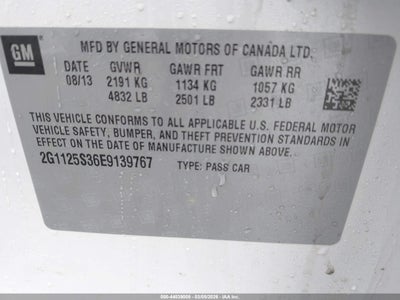 GM
MFD BY GENERAL MOTORS OF CANADA LTD.
DATE GVWR GAWR FRT GAWR RR
08/13 2191 KG 1134 KG 1057 KG
4832 LB 2501 LB 2331 LB
THIS VEHICLE CONFORMS TO ALL APPLICABLE U.S. FEDERAL MOTOR
VEHICLE SAFETY, BUMPER, AND THEFT PREVENTION STANDARDS IN
EFFECT ON THE DATE OF MANUFACTURE SHOWN ABOVE.
2G1125S36E9139767 TYPE: PASS CAR